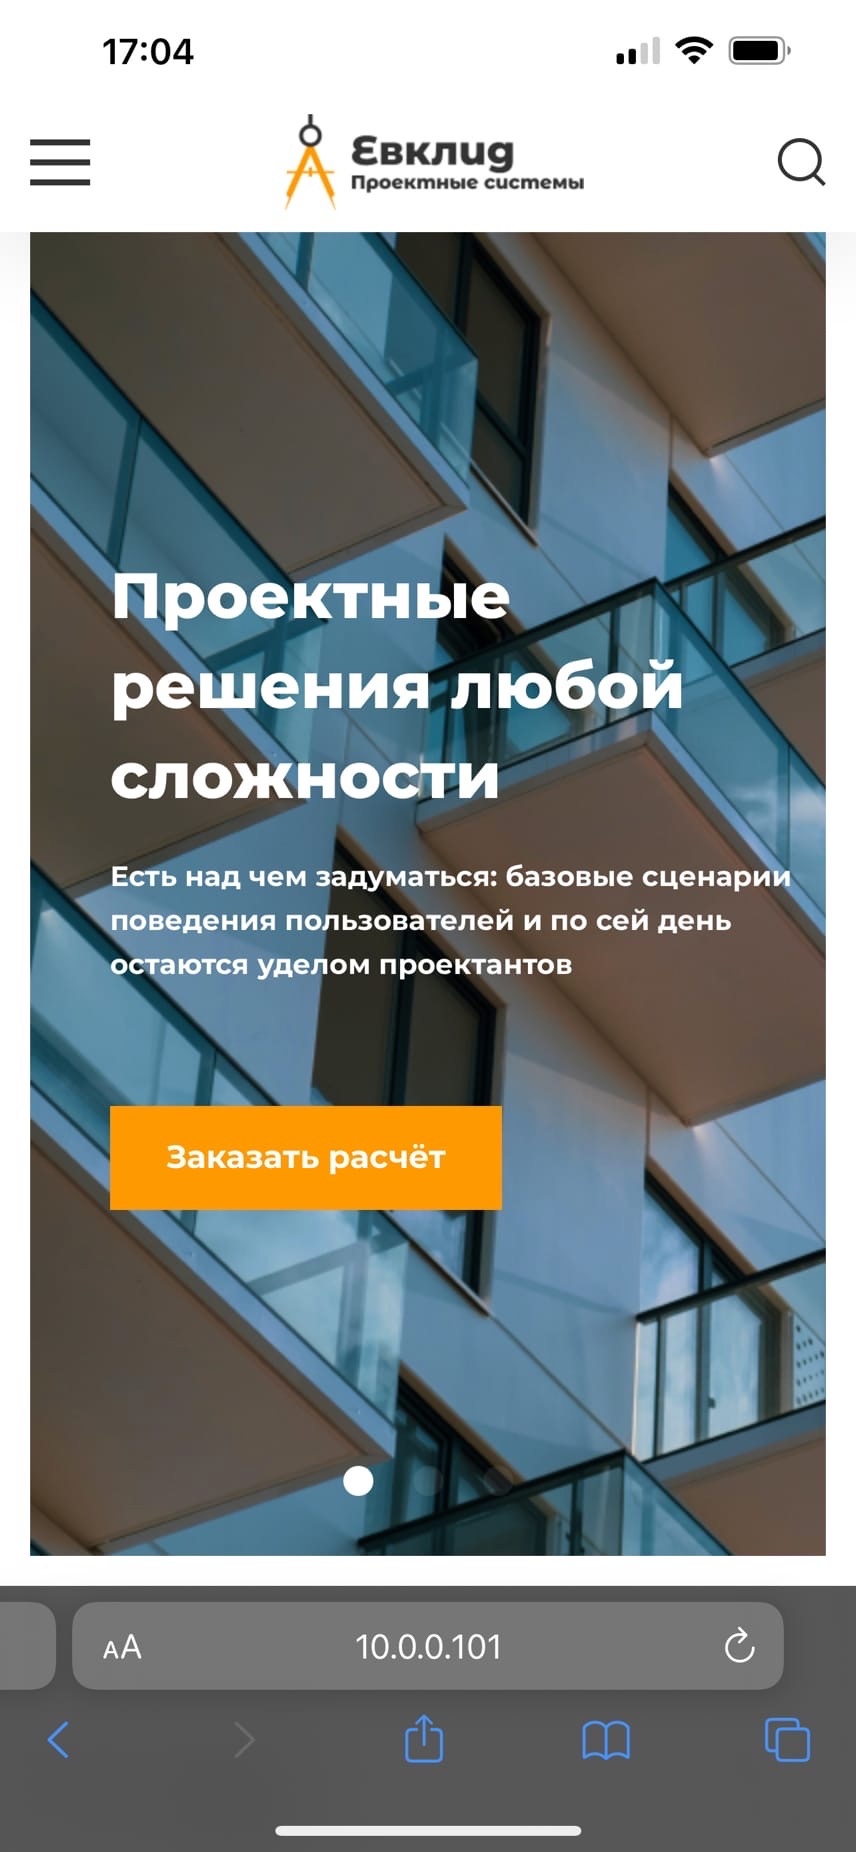 17:04
Евклид
Проектные системы
Проектные
решения любой
сложности
Есть над чем задуматься: базовые сценарии
поведения пользователей и по сей день
остаются уделом проектантов
Заказать расчёт
AA
10.0.0.101